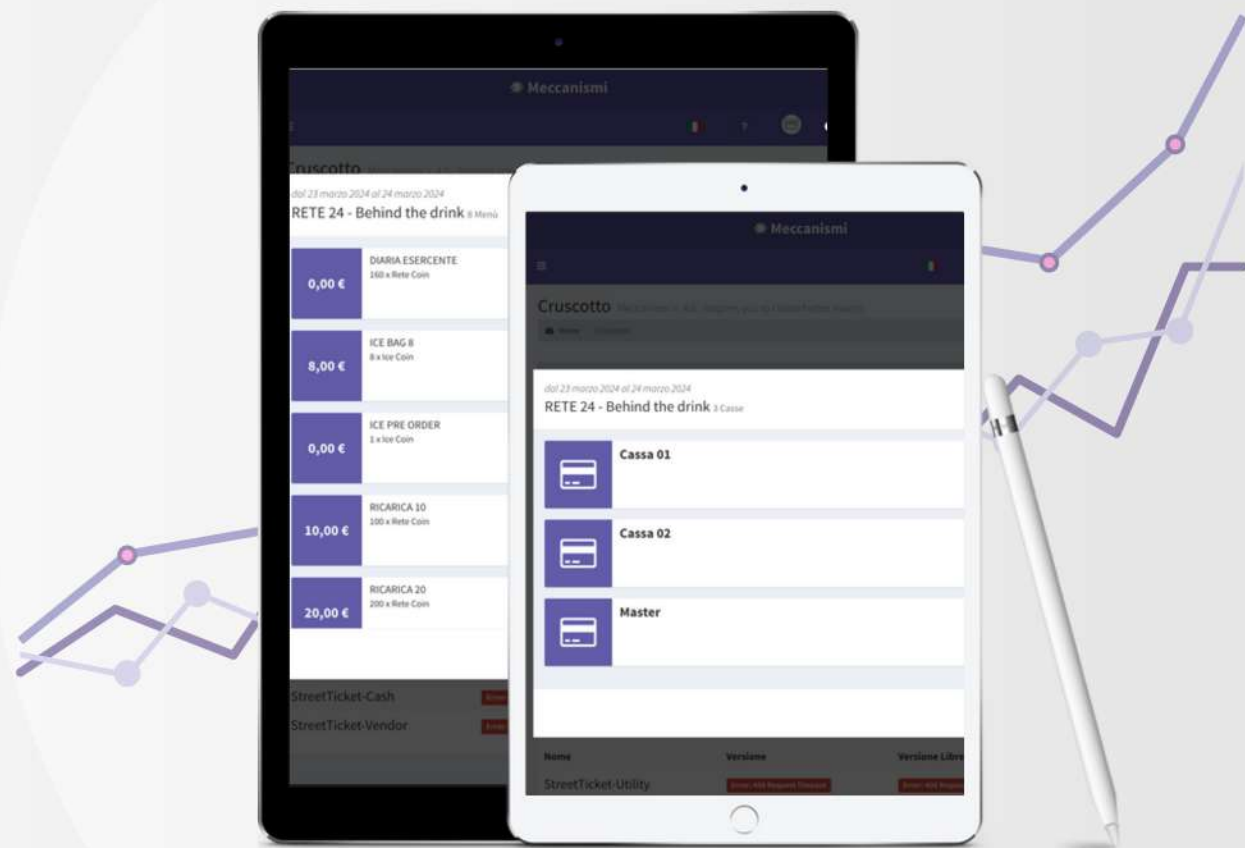 Meccanismi
Cruscotto
dal 23 marzo 2024 al 24 marzo 2024
RETE 24 - Behind the drink 8 Menù
0,00 €
DIARIA ESERCENTE
160 x Rete Coin
8,00 €
ICE BAG 8
8 x Ice Coin
0,00 €
ICE PRE ORDER
1 x Ice Coin
10,00 €
RICARICA 10
100 x Rete Coin
20,00 €
RICARICA 20
200 x Rete Coin
StreetTicket-Cash
StreetTicket-Vendor
Meccanismi
Cruscotto
Home
dal 23 marzo 2024 al 24 marzo 2024
RETE 24 - Behind the drink 3 Casse
Cassa 01
Cassa 02
Master
Nome Versione Versione Libre
StreetTicket-Utility